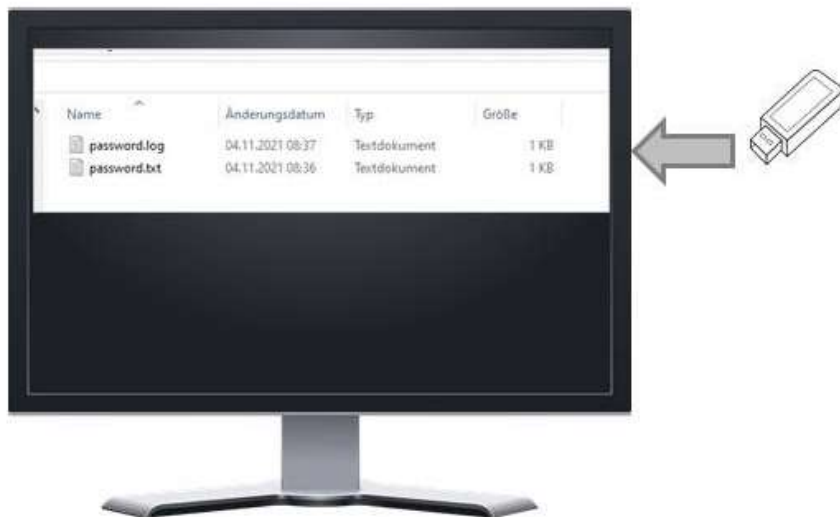 Name Änderungsdatum Typ Größe
password.log 04.11.2021 08:37 Textdokument 1 KB
password.txt 04.11.2021 08:36 Textdokument 1 KB